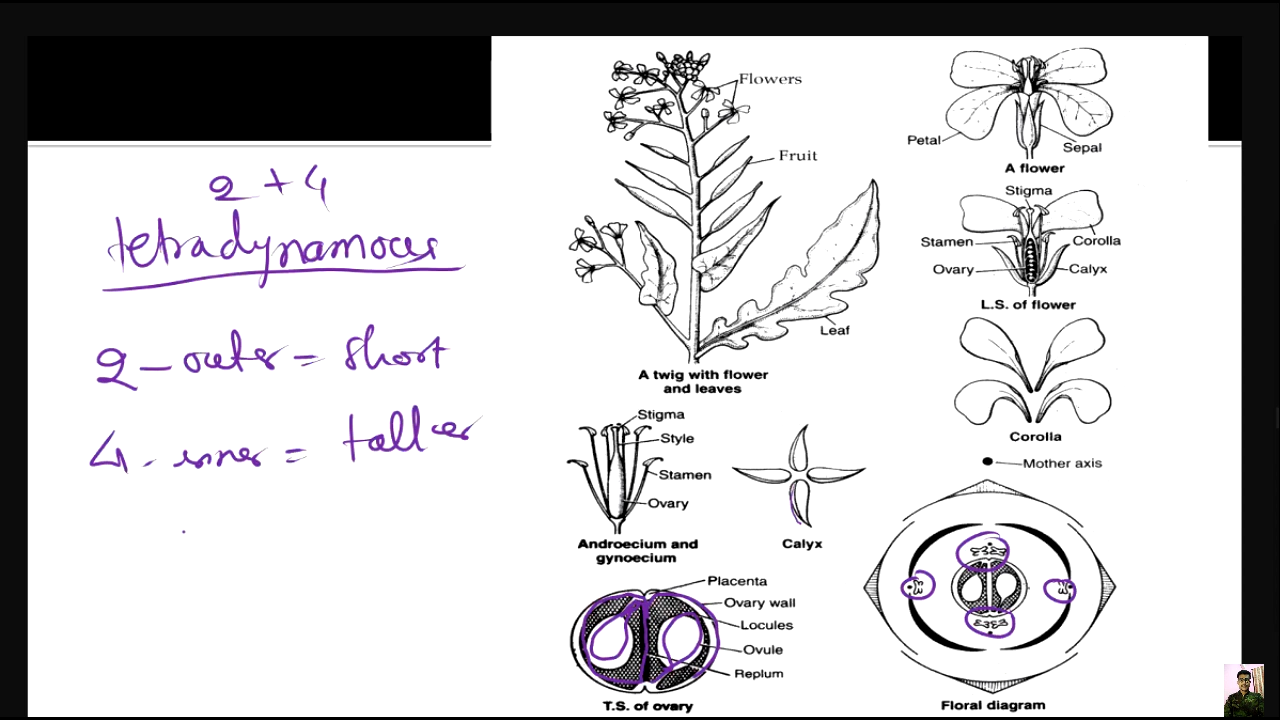 2 + 4
tetradynamous
2 - outer = short
4 - inner = taller
Flowers
Fruit
Leaf
A twig with flower
and leaves
Petal
Sepal
A flower
Stigma
Stamen
Corolla
Ovary
Calyx
L.S. of flower
Corolla
Stigma
Style
Stamen
Ovary
Androecium and
gynoecium
Calyx
Mother axis
Placenta
Ovary wall
Locules
Ovule
Replum
T.S. of ovary
Floral diagram